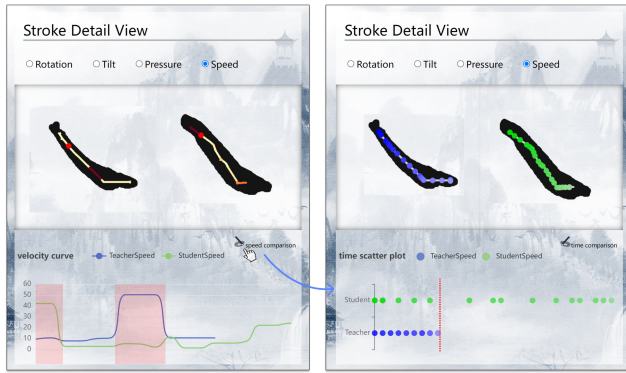 Stroke Detail View
Rotation Tilt Pressure Speed
speed comparison
velocity curve TeacherSpeed StudentSpeed
60
50
40
30
20
10
0
Stroke Detail View
Rotation Tilt Pressure Speed
time comparison
time scatter plot TeacherSpeed StudentSpeed
Student
Teacher